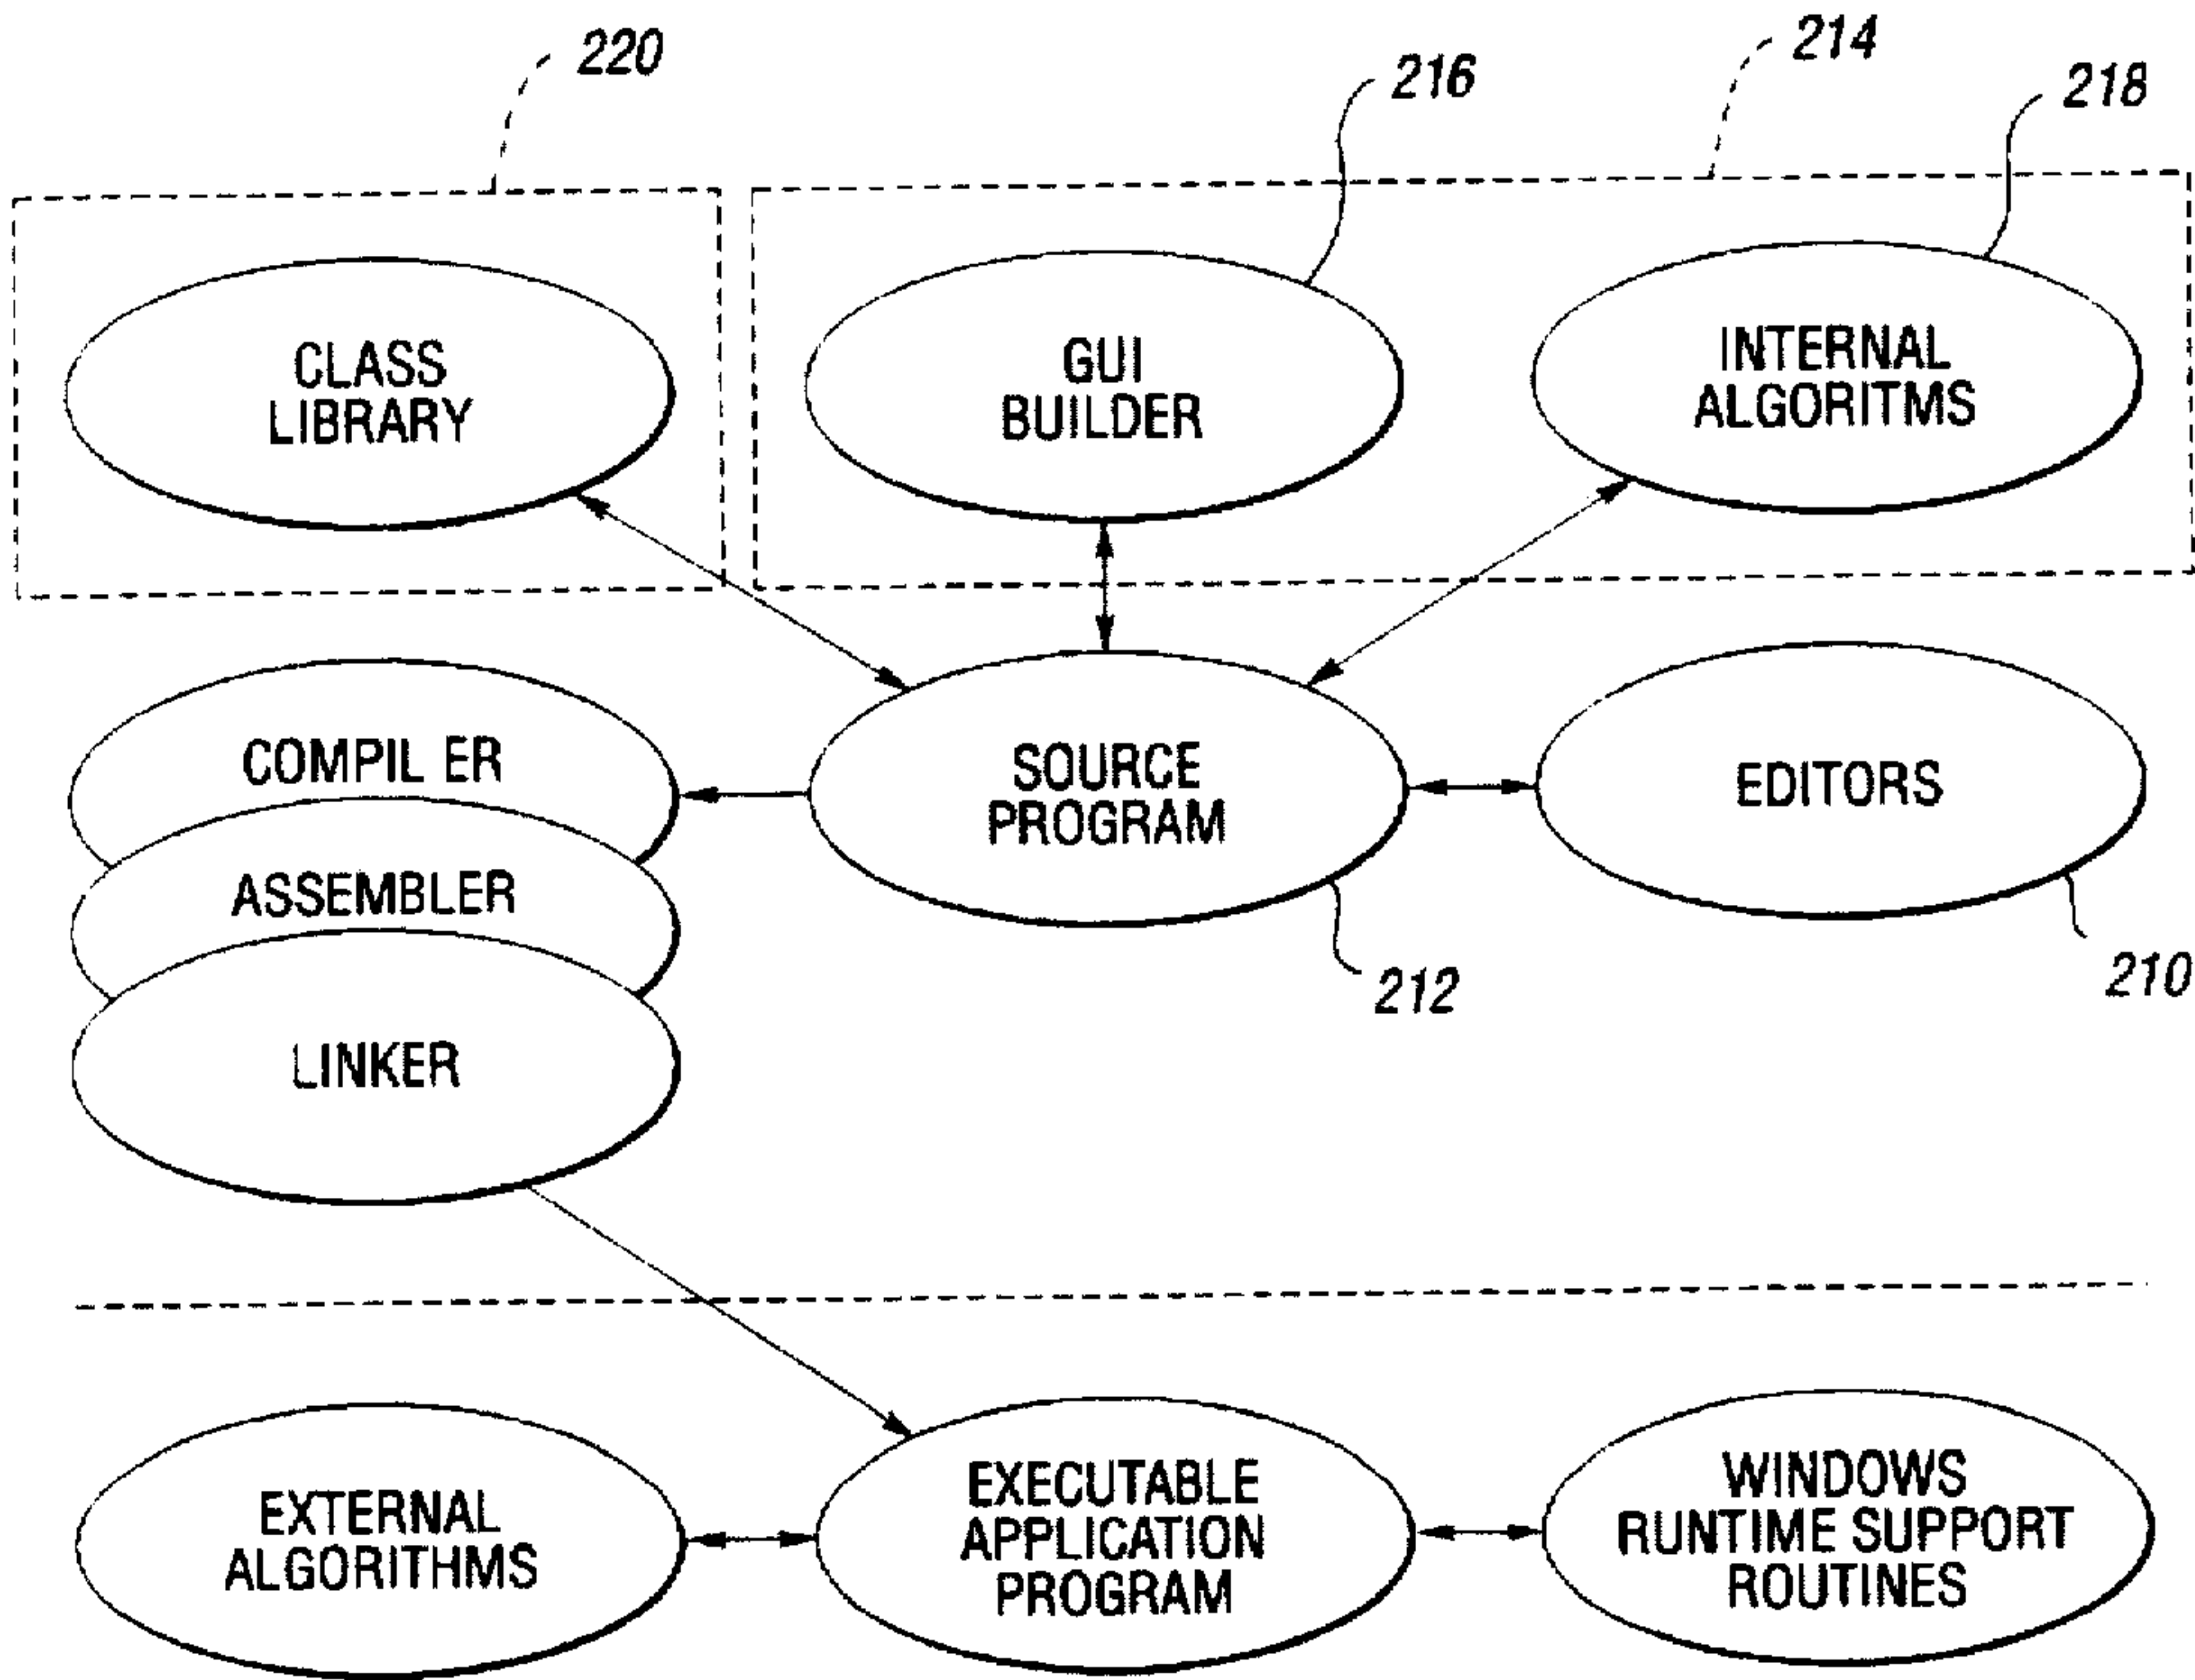 220
214
216
218
CLASS
LIBRARY
GUI
BUILDER
INTERNAL
ALGORITMS
COMPIL ER
ASSEMBLER
LINKER
SOURCE
PROGRAM
EDITORS
212
210
EXTERNAL
ALGORITHMS
EXECUTABLE
APPLICATION
PROGRAM
WINDOWS
RUNTIME SUPPORT
ROUTINES